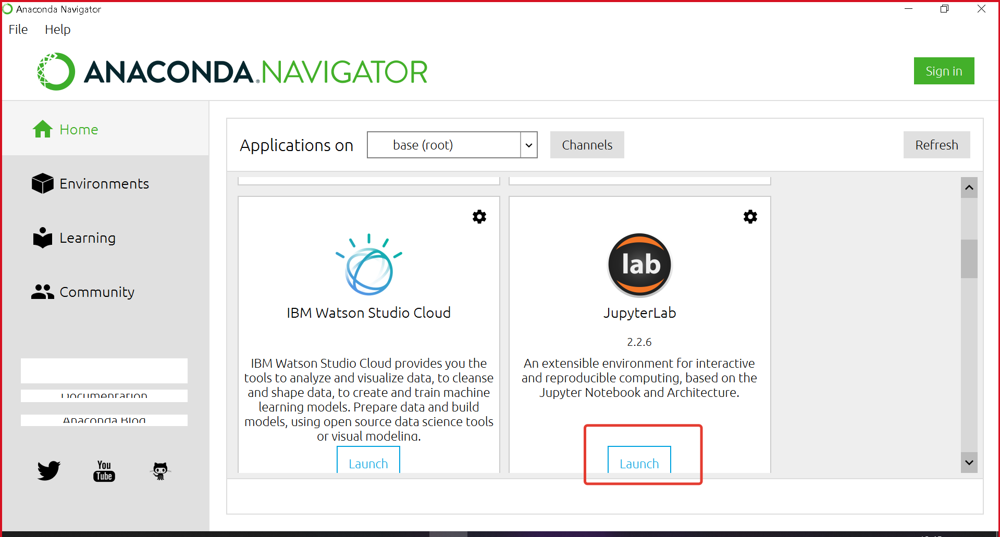 Anaconda Navigator
File Help
ANACONDA.NAVIGATOR
Sign in
Home
Environments
Learning
Community
Documentation
Anaconda Blog
You
Tube
Applications on base (root) Channels Refresh
IBM Watson Studio Cloud
IBM Watson Studio Cloud provides you the
tools to analyze and visualize data, to cleanse
and shape data, to create and train machine
learning models. Prepare data and build
models, using open source data science tools
or visual modeling.
Launch
lab
JupyterLab
2.2.6
An extensible environment for interactive
and reproducible computing, based on the
Jupyter Notebook and Architecture.
Launch